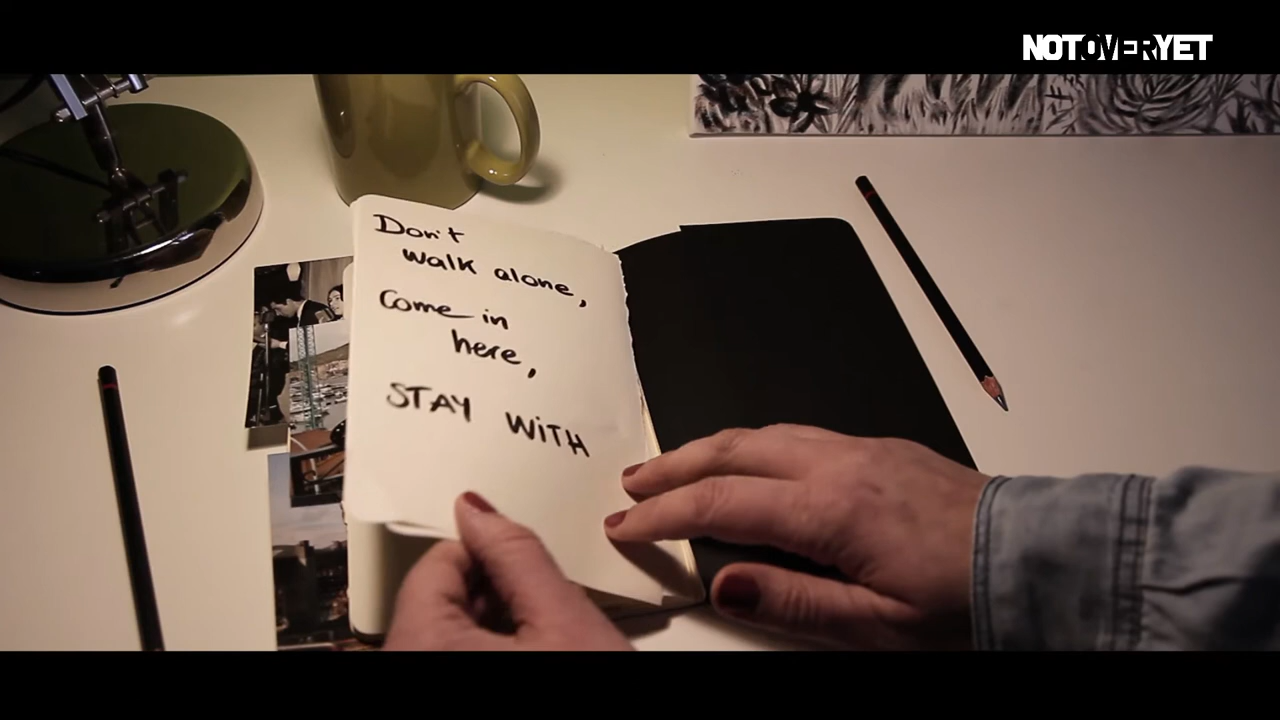 NOTOVERYET
Don't
walk alone,
Come in
here,
STAY WITH